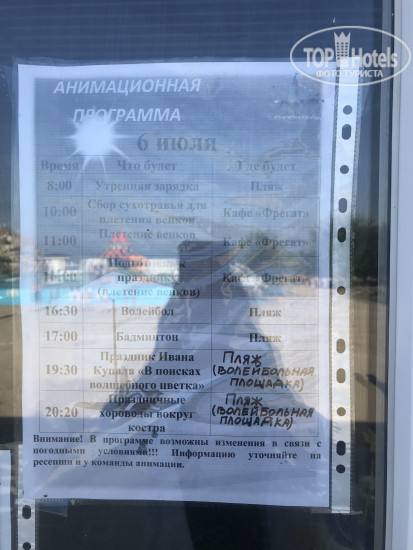 TOPHotels
ФОТО ТУРИСТА
АНИМАЦИОННАЯ
ПРОГРАММА
6 июля
Время Что будет Где будет
8:00 Утренняя зарядка Пляж
10:00 Сбор сухотравья для
плетения венков Кафе «Фрегат»
11:00 Плетение венков Кафе «Фрегат»
Подготовка к
празднику
(плетение венков) Кафе «Фрегат»
16:30 Волейбол Пляж
17:00 Бадминтон Пляж
19:30 Праздник Ивана
Купала «В поисках
волшебного цветка» Пляж
(ВОЛЕЙБОЛЬНАЯ
ПЛОЩАДКА)
20:20 Праздничные
хороводы вокруг
костра Пляж
(ВОЛЕЙБОЛЬНАЯ
ПЛОЩАДКА)
Внимание! В программе возможны изменения в связи с
погодными условиями!!! Информацию уточняйте на
ресепшн и у команды анимации.